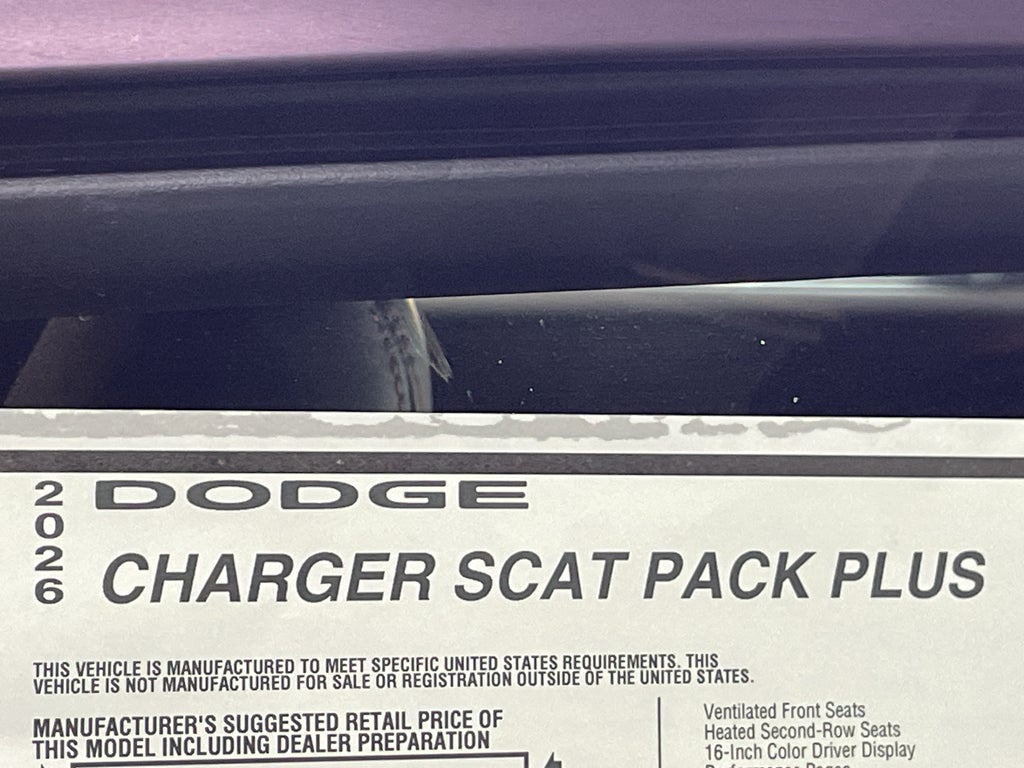 2026
DODGE
CHARGER SCAT PACK PLUS
THIS VEHICLE IS MANUFACTURED TO MEET SPECIFIC UNITED STATES REQUIREMENTS. THIS
VEHICLE IS NOT MANUFACTURED FOR SALE OR REGISTRATION OUTSIDE OF THE UNITED STATES.
MANUFACTURER'S SUGGESTED RETAIL PRICE OF
THIS MODEL INCLUDING DEALER PREPARATION
Ventilated Front Seats
Heated Second-Row Seats
16-Inch Color Driver Display